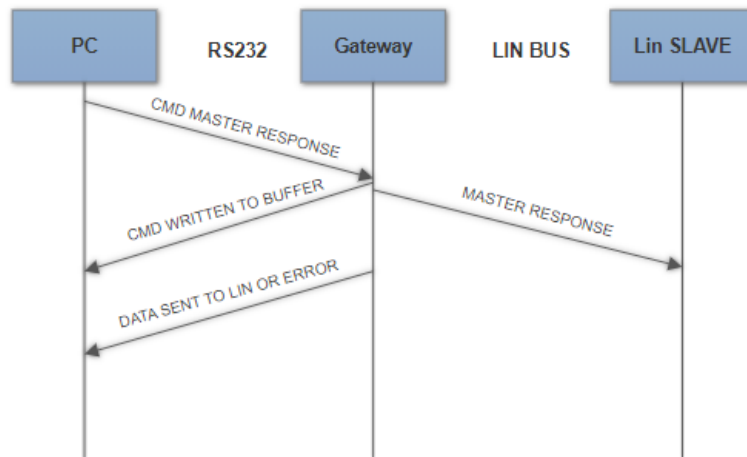 PC
RS232
Gateway
LIN BUS
Lin SLAVE
CMD MASTER RESPONSE
CMD WRITTEN TO BUFFER
MASTER RESPONSE
DATA SENT TO LIN OR ERROR